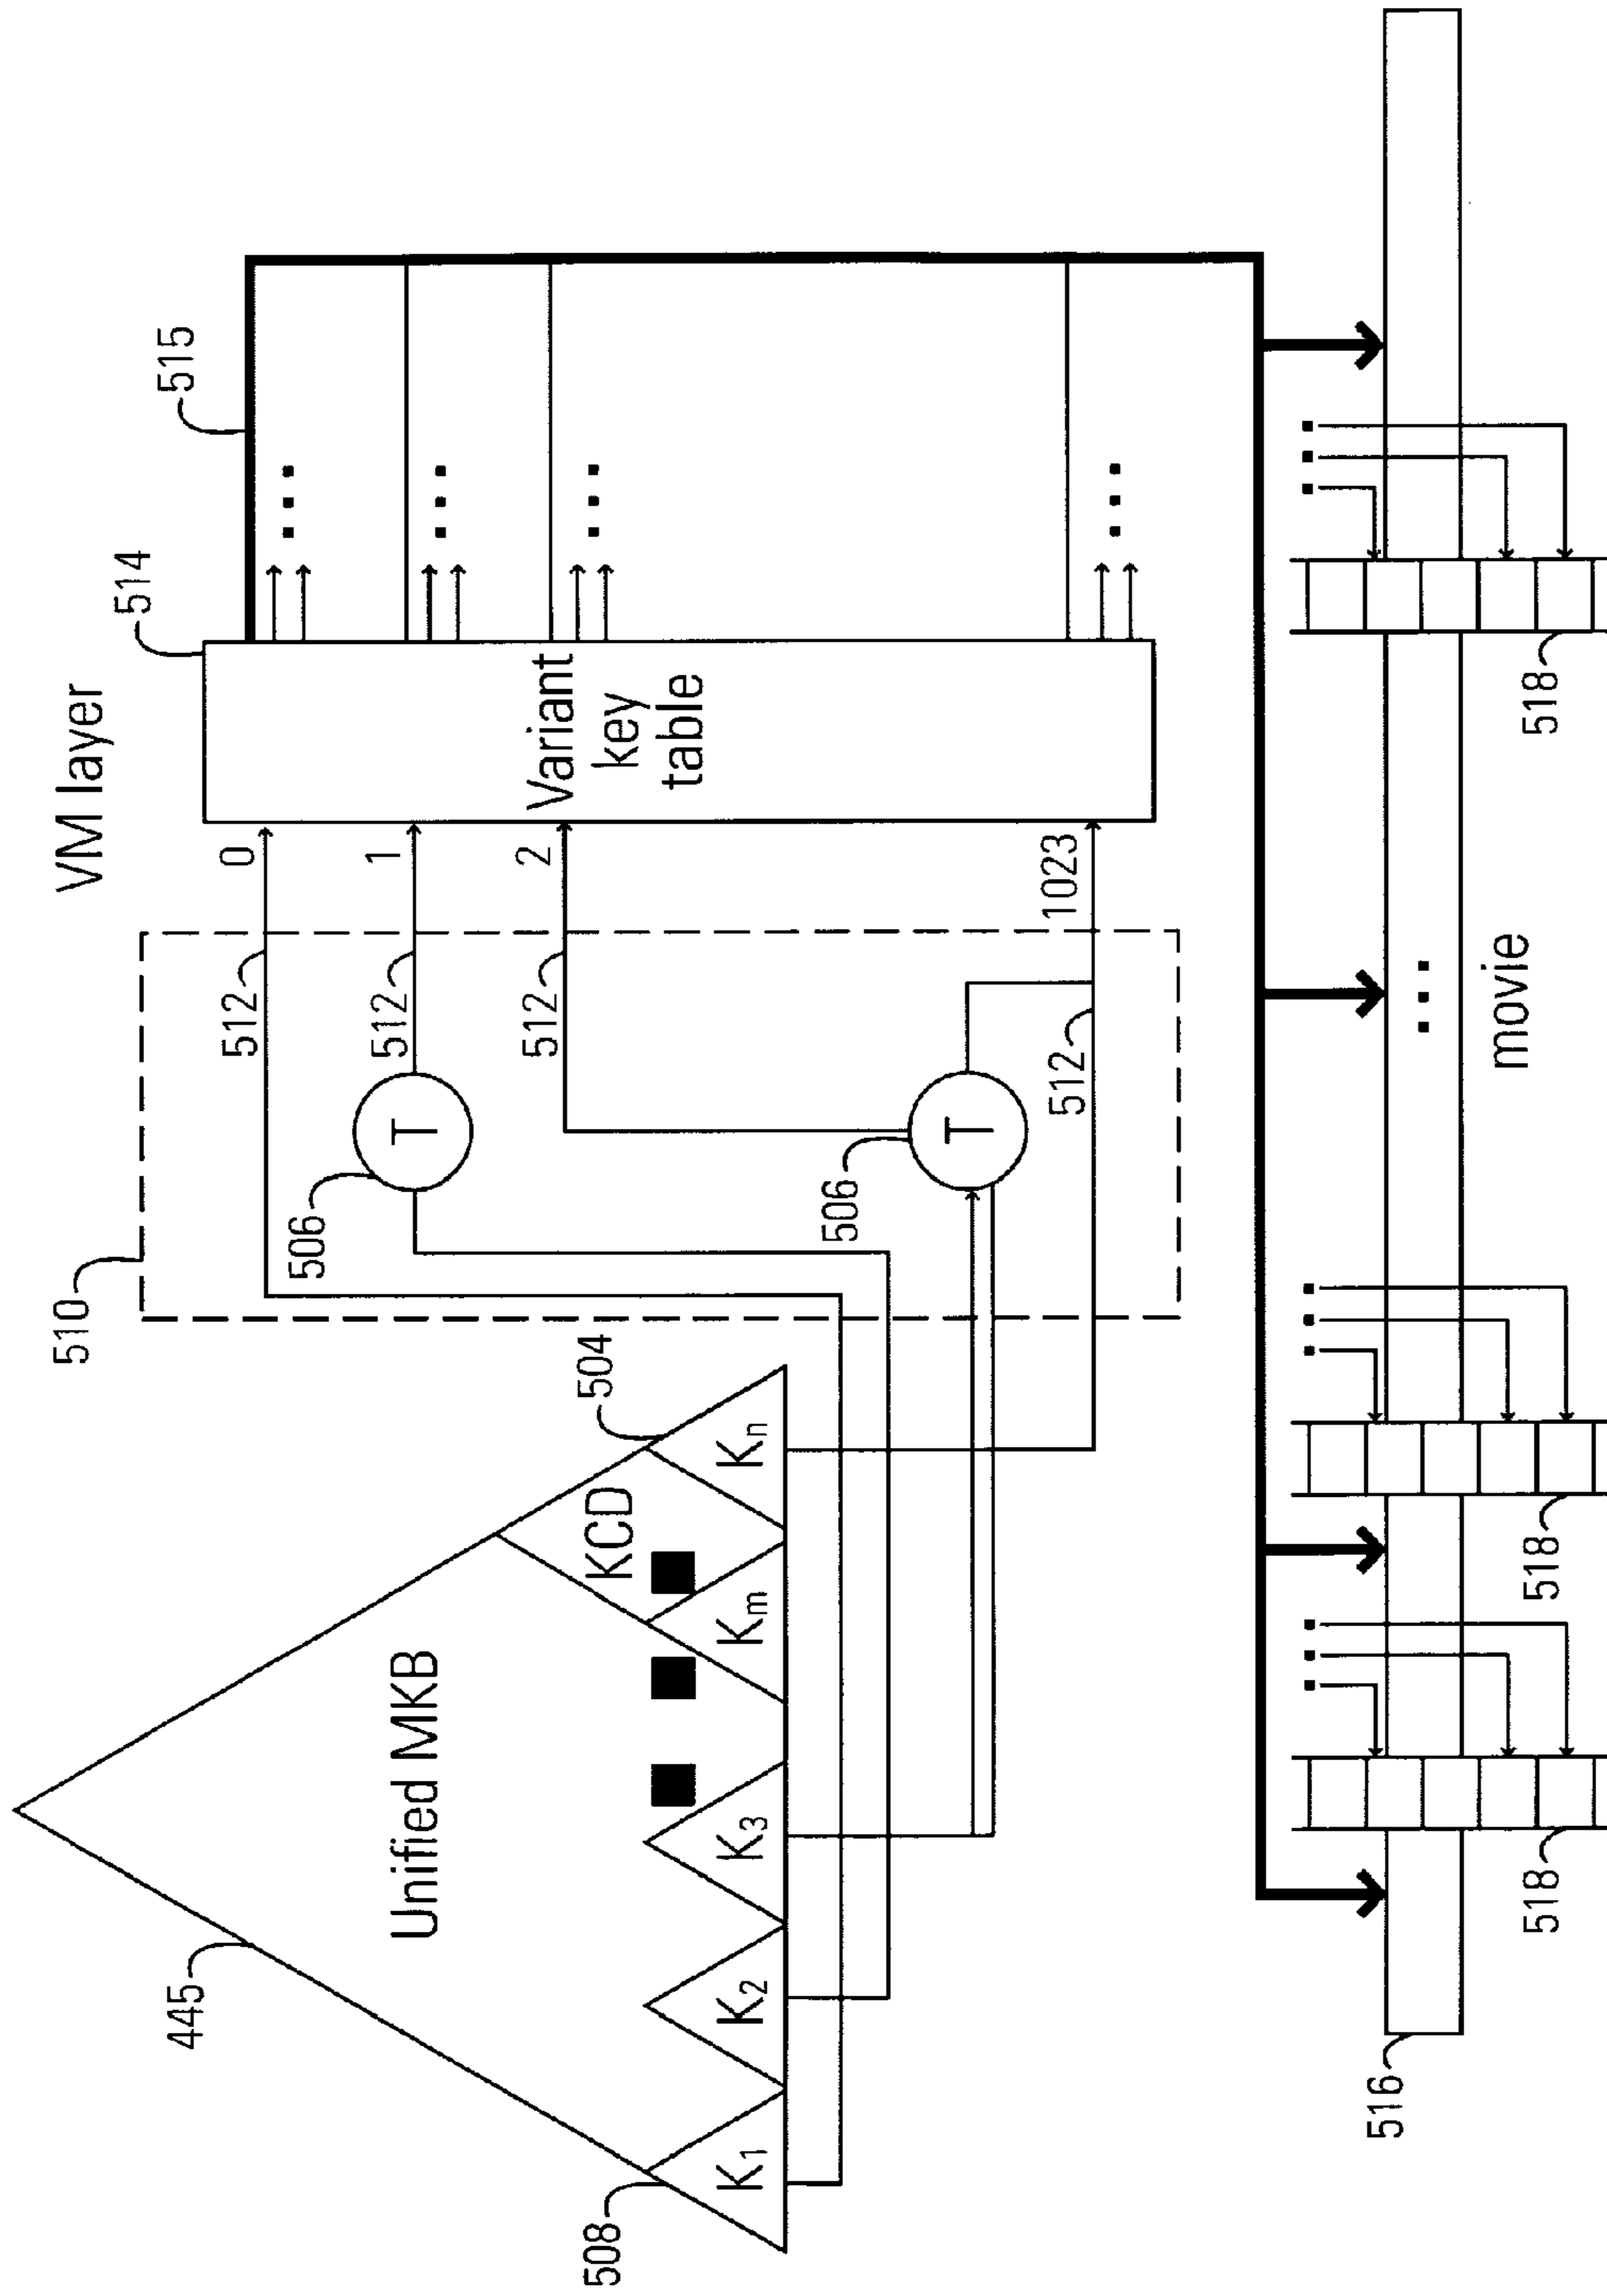 VM layer
445
Unified MKB
KCD
504
508
K1
K2
K3
Km
Kn
510
506
T
506
T
512
512
512
512
0
1
2
1023
514
Variant
key
table
515
516
518
518
518
movie